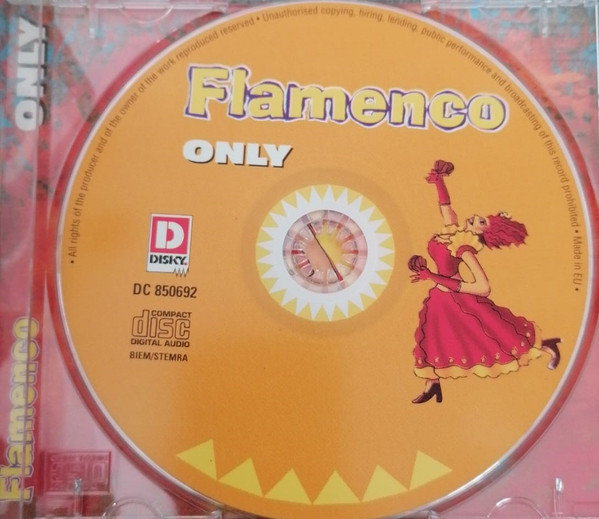 ONLY
Flamenco
• All rights of the producer and of the owner of the work reproduced reserved • Unauthorised copying, hiring, lending, public performance and broadcasting of this record prohibited • Made in EU •
Flamenco
ONLY
D
DISKY
DC 850692
COMPACT
disc
DIGITAL AUDIO
BIEM/STEMRA